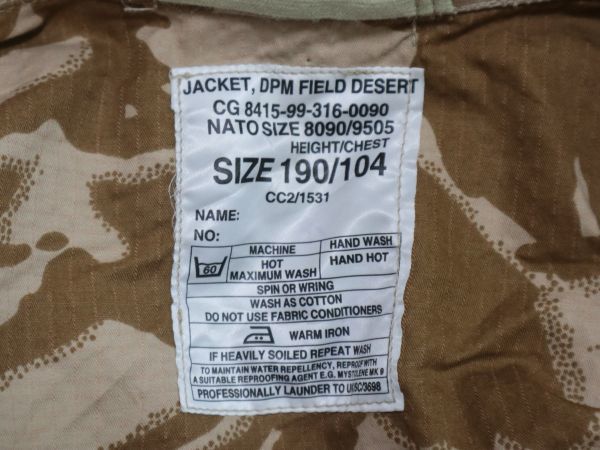 JACKET, DPM FIELD DESERT
CG 8415-99-316-0090
NATO SIZE 8090/9505
HEIGHT/CHEST
SIZE 190/104
CC2/1531
NAME:
NO:
60
MACHINE
HAND WASH
HOT
MAXIMUM WASH
HAND HOT
SPIN OR WRING
WASH AS COTTON
DO NOT USE FABRIC CONDITIONERS
WARM IRON
IF HEAVILY SOILED REPEAT WASH
TO MAINTAIN WATER REPELLENCY, REPROOF WITH
A SUITABLE REPROOFING AGENT E.G. MYSTOLENE MK 9
PROFESSIONALLY LAUNDER TO UK/SC/3698